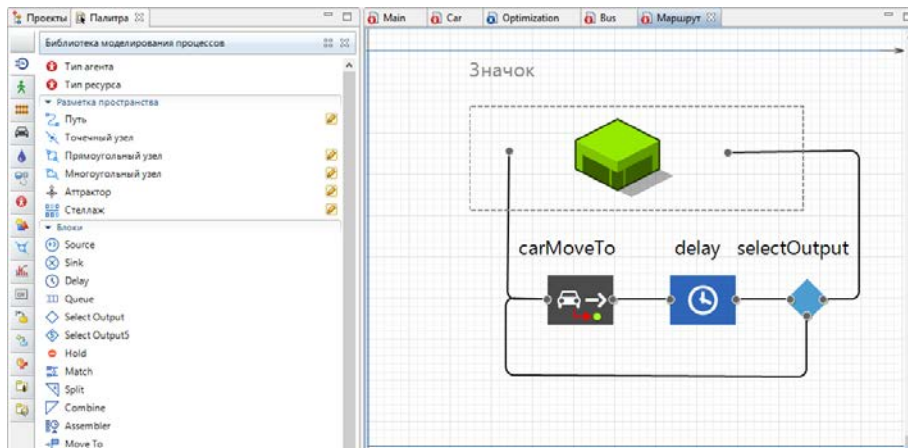 Проекты Палитра
Библиотека моделирования процессов
Тип агента
Тип ресурса
Разметка пространства
Путь
Точечный узел
Прямоугольный узел
Многоугольный узел
Аттрактор
Стеллаж
Блоки
Source
Sink
Delay
Queue
Select Output
Select Output5
Hold
Match
Split
Combine
Assembler
Move To
Main Car Optimization Bus Маршрут
Значок
carMoveTo delay selectOutput